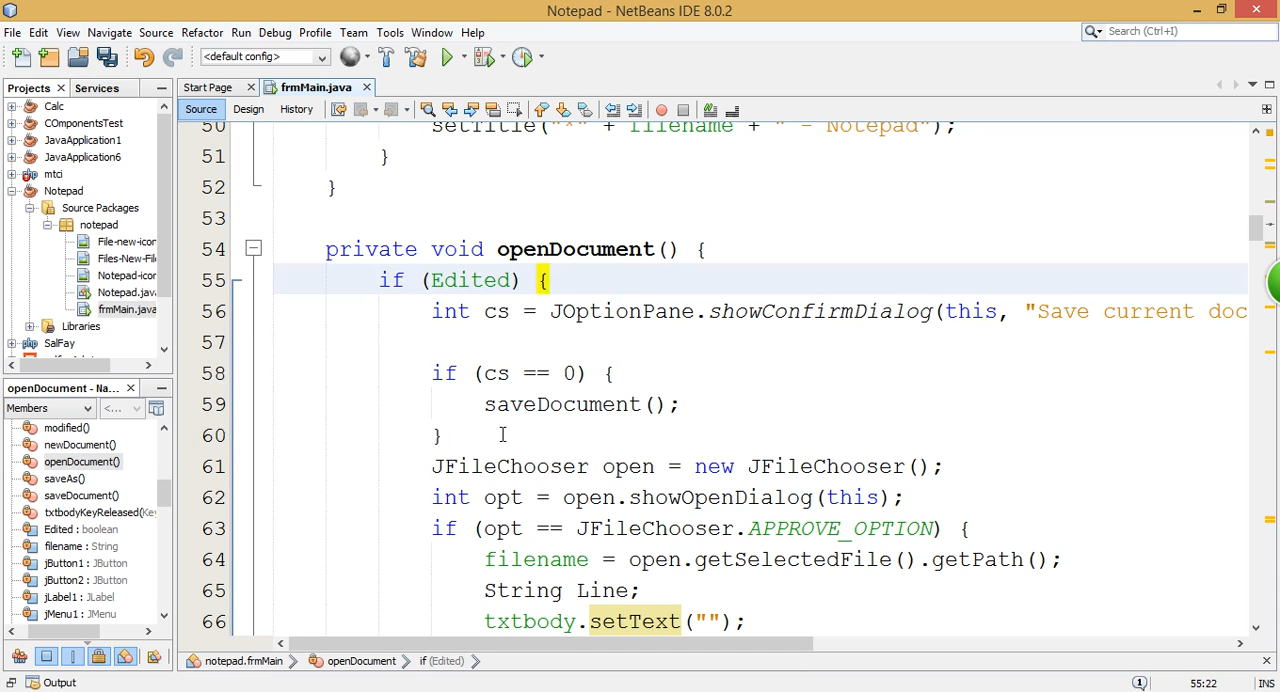 Notepad - NetBeans IDE 8.0.2
File Edit View Navigate Source Refactor Run Debug Profile Team Tools Window Help
Search (Ctrl+I)
<default config>
Projects Services
Start Page frmMain.java
Source Design History
Calc
COmponentsTest
JavaApplication1
JavaApplication6
mtci
Notepad
Source Packages
notepad
File-new-icon
Files-New-File
Notepad-icon
Notepad.java
frmMain.java
Libraries
SalFay
openDocument - Na...
Members <...
modified()
newDocument()
openDocument()
saveAs()
saveDocument()
txtbodyKeyReleased(Key
Edited : boolean
filename : String
jButton1 : JButton
jButton2 : JButton
jLabel1 : JLabel
jMenu1 : JMenu
50 setTitle("*" + filename + " - Notepad");
51 }
52 }
53
54 private void openDocument() {
55 if (Edited) {
56 int cs = JOptionPane.showConfirmDialog(this, "Save current doc
57
58 if (cs == 0) {
59 saveDocument();
60 }
61 JFileChooser open = new JFileChooser();
62 int opt = open.showOpenDialog(this);
63 if (opt == JFileChooser.APPROVE_OPTION) {
64 filename = open.getSelectedFile().getPath();
65 String Line;
66 txtbody.setText("");
notepad.frmMain openDocument if (Edited)
Output
1 55:22 INS